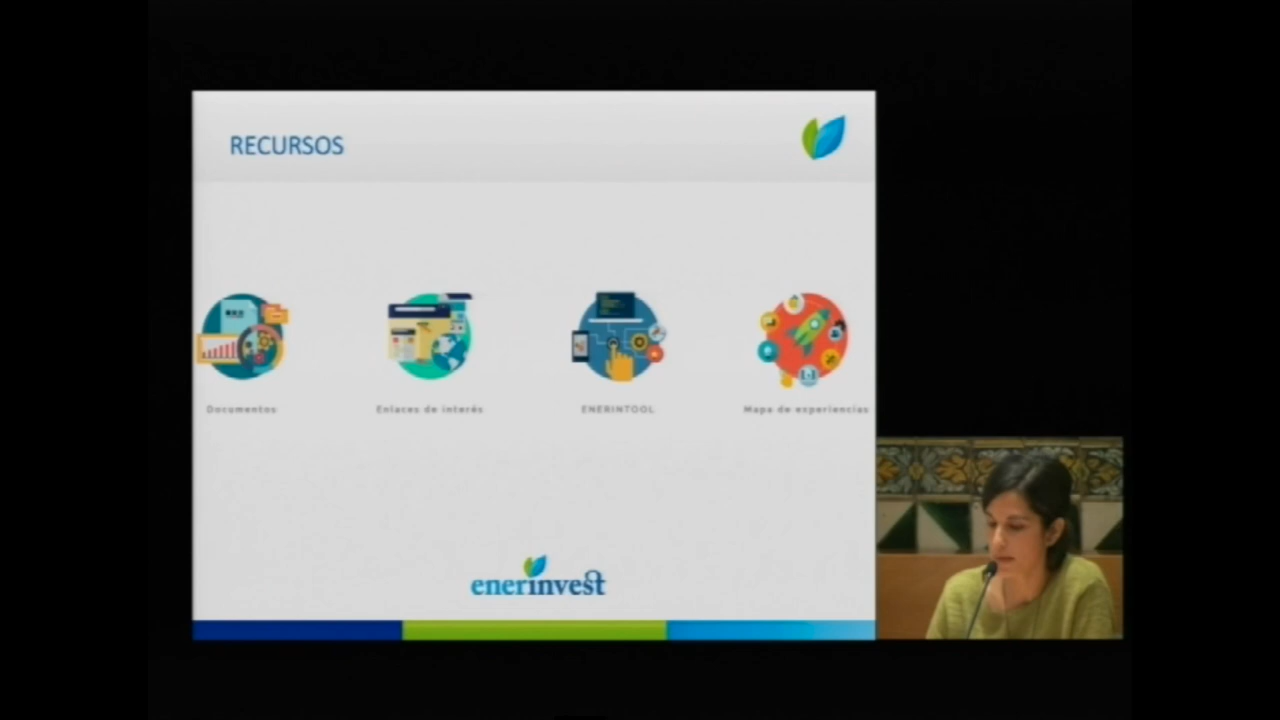 RECURSOS
Documentos
Enlaces de interés
ENERINTOOL
Mapa de experiencias
enerinvest